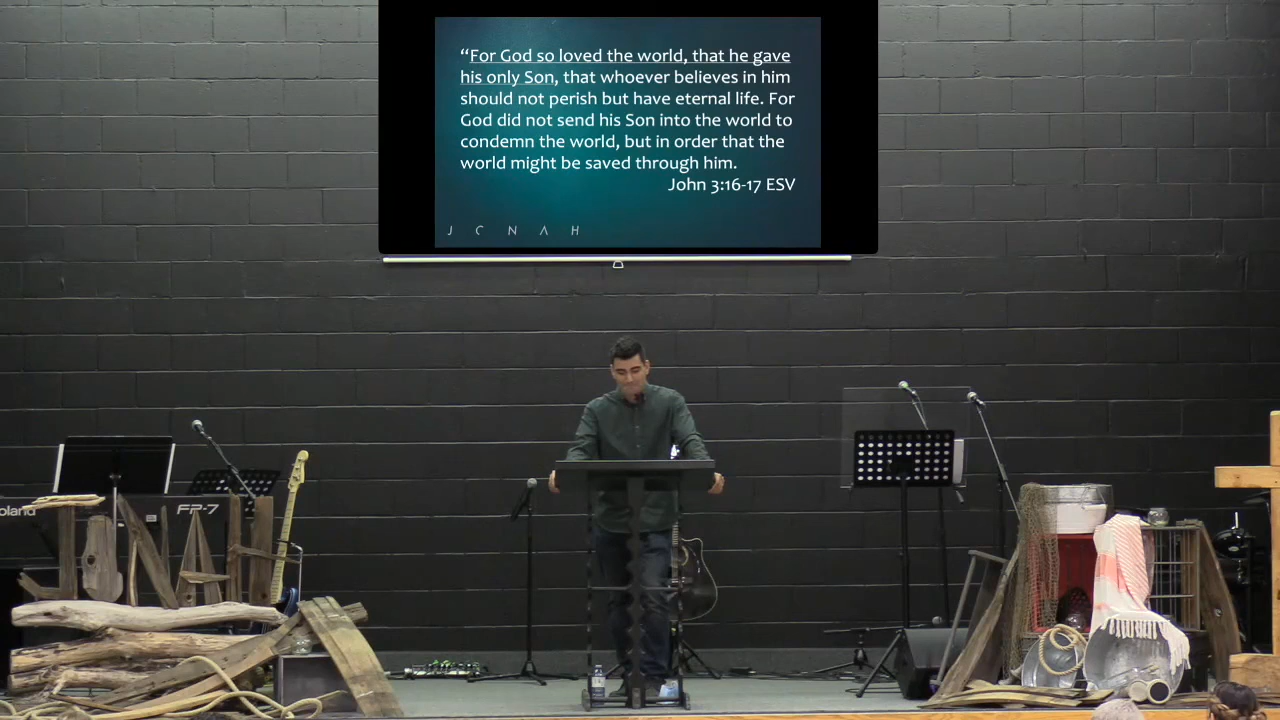 “For God so loved the world, that he gave
his only Son, that whoever believes in him
should not perish but have eternal life. For
God did not send his Son into the world to
condemn the world, but in order that the
world might be saved through him.
John 3:16-17 ESV
J O N A H
Roland
FP-7